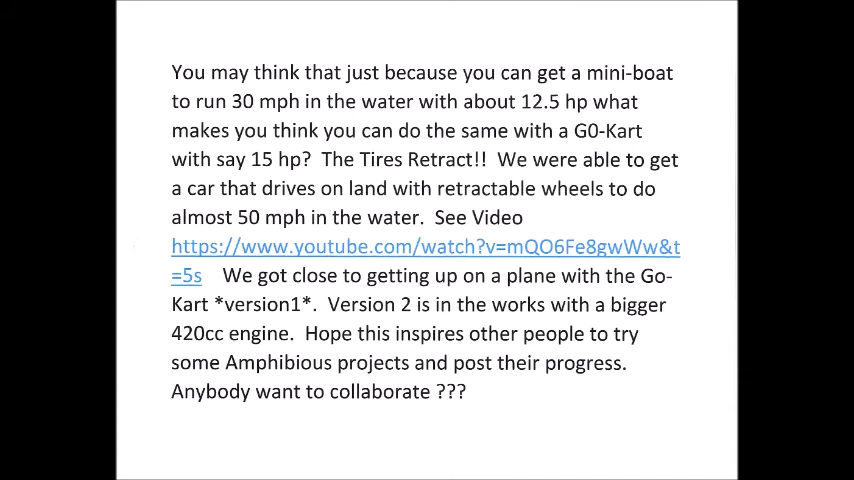 You may think that just because you can get a mini-boat
to run 30 mph in the water with about 12.5 hp what
makes you think you can do the same with a G0-Kart
with say 15 hp?  The Tires Retract!!  We were able to get
a car that drives on land with retractable wheels to do
almost 50 mph in the water.  See Video
https://www.youtube.com/watch?v=mQO6Fe8gwWw&t
=5s    We got close to getting up on a plane with the Go-
Kart *version1*.  Version 2 is in the works with a bigger
420cc engine.  Hope this inspires other people to try
some Amphibious projects and post their progress.
Anybody want to collaborate ???